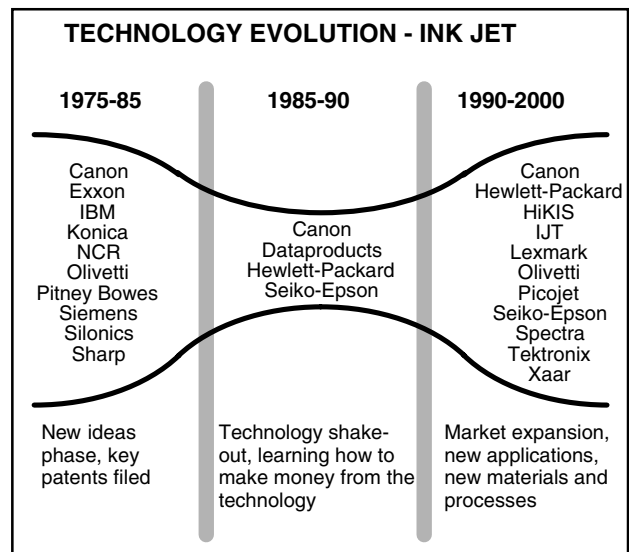 TECHNOLOGY EVOLUTION - INK JET
1975-85
1985-90
1990-2000
Canon
Exxon
IBM
Konica
NCR
Olivetti
Pitney Bowes
Siemens
Silonics
Sharp
Canon
Dataproducts
Hewlett-Packard
Seiko-Epson
Canon
Hewlett-Packard
HiKIS
IJT
Lexmark
Olivetti
Picojet
Seiko-Epson
Spectra
Tektronix
Xaar
New ideas
phase, key
patents filed
Technology shake-
out, learning how to
make money from the
technology
Market expansion,
new applications,
new materials and
processes